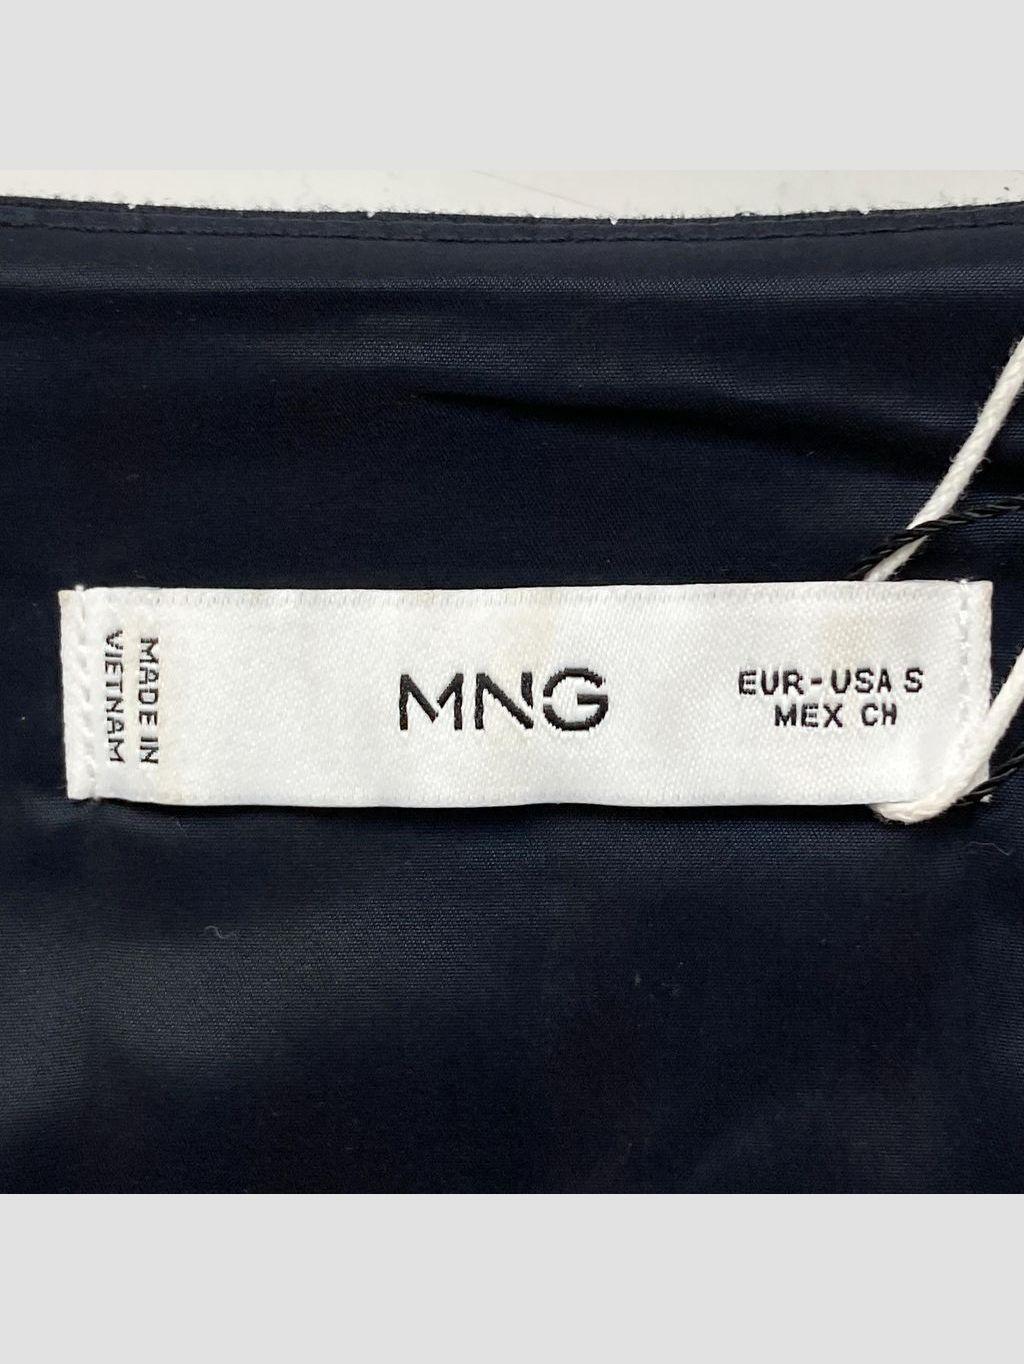 MADE IN
VIETNAM
MNG
EUR-USA S
MEX CH